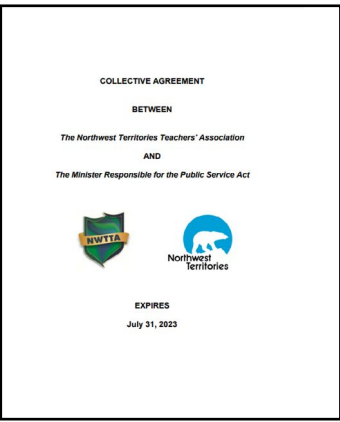 COLLECTIVE AGREEMENT
BETWEEN
The Northwest Territories Teachers' Association
AND
The Minister Responsible for the Public Service Act
NWTTA
Northwest
Territories
EXPIRES
July 31, 2023